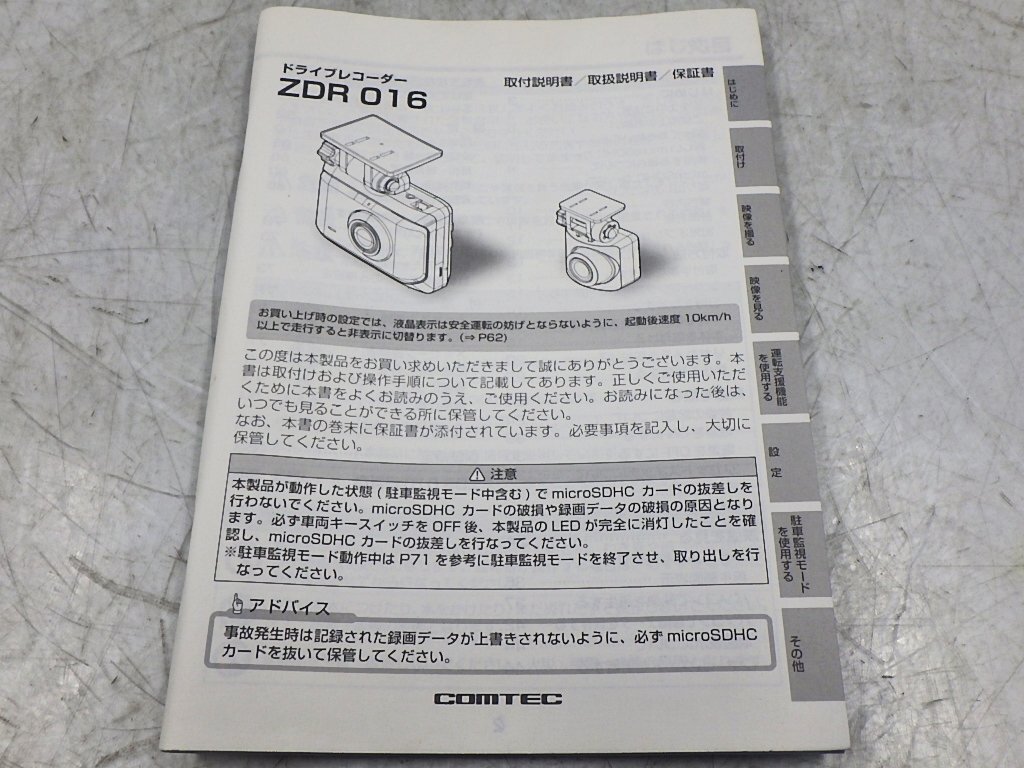 ドライブレコーダー
ZDR 016
取付説明書／取扱説明書／保証書
お買い上げ時の設定では、液晶表示は安全運転の妨げとならないように、起動後速度 10km/h
以上で走行すると非表示に切替ります。(⇒ P62)
この度は本製品をお買い求めいただきまして誠にありがとうございます。本
書は取付けおよび操作手順について記載してあります。正しくご使用いただ
くために本書をよくお読みのうえ、ご使用ください。お読みになった後は、
いつでも見ることができる所に保管してください。
なお、本書の巻末に保証書が添付されています。必要事項を記入し、大切に
保管してください。
注意
本製品が動作した状態 ( 駐車監視モード中含む ) で microSDHC カードの抜差しを
行わないでください。microSDHC カードの破損や録画データの破損の原因となり
ます。必ず車両キースイッチを OFF 後、本製品の LED が完全に消灯したことを確
認し、microSDHC カードの抜差しを行なってください。
※駐車監視モード動作中は P71 を参考に駐車監視モードを終了させ、取り出しを行
なってください。
アドバイス
事故発生時は記録された録画データが上書きされないように、必ず microSDHC
カードを抜いて保管してください。
COMTEC
はじめに
取付け
映像を撮る
映像を見る
運転支援機能
を使用する
設 定
駐車監視モード
を使用する
その他